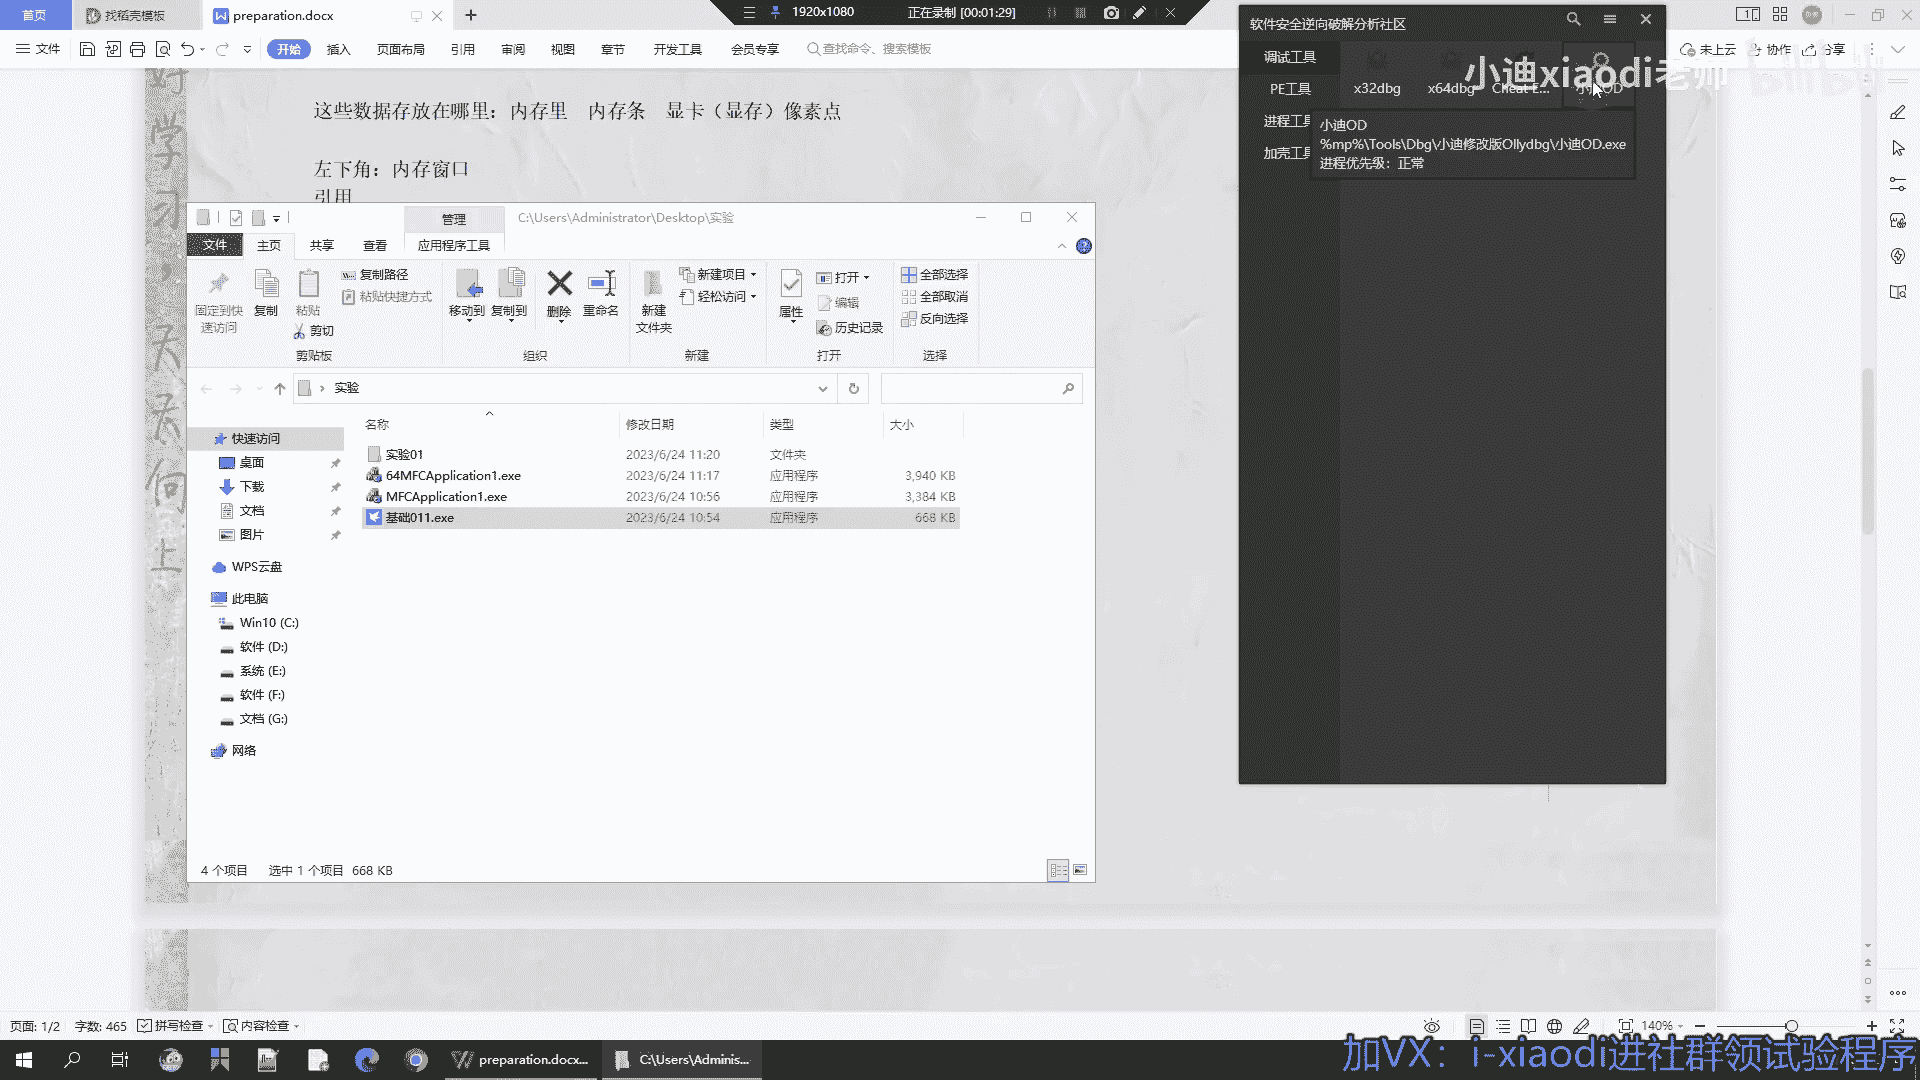 首页
找稻壳模板
preparation.docx
1920x1080
正在录制 [00:01:29]
文件
开始
插入
页面布局
引用
审阅
视图
章节
开发工具
会员专享
查找命令、搜索模板
未上云
协作
分享
好学习，天天向上
这些数据存放在哪里：内存里 内存条 显卡（显存）像素点
左下角：内存窗口
引用
管理
C:\Users\Administrator\Desktop\实验
文件
主页
共享
查看
应用程序工具
固定到快速访问
复制
粘贴
复制路径
粘贴快捷方式
剪切
移动到
复制到
删除
重命名
新建文件夹
新建项目
轻松访问
属性
打开
编辑
历史记录
全部选择
全部取消
反向选择
剪贴板
组织
新建
打开
选择
实验
名称
修改日期
类型
大小
实验01 2023/6/24 11:20 文件夹
64MFCApplication1.exe 2023/6/24 11:17 应用程序 3,940 KB
MFCApplication1.exe 2023/6/24 10:56 应用程序 3,384 KB
基础011.exe 2023/6/24 10:54 应用程序 668 KB
快速访问
桌面
下载
文档
图片
WPS云盘
此电脑
Win10 (C:)
软件 (D:)
系统 (E:)
软件 (F:)
文档 (G:)
网络
4 个项目
选中 1 个项目 668 KB
软件安全逆向破解分析社区
调试工具
PE工具
进程工具
加壳工具
x32dbg
x64dbg
Cheat E...
小迪xiaodi老师
小迪OD
%mp%\Tools\Dbg\小迪修改版Ollydbg\小迪OD.exe
进程优先级：正常
页面: 1/2
字数: 465
拼写检查
内容检查
140%
preparation.docx...
C:\Users\Adminis...
加VX：i-xiaodi进社群领试验程序